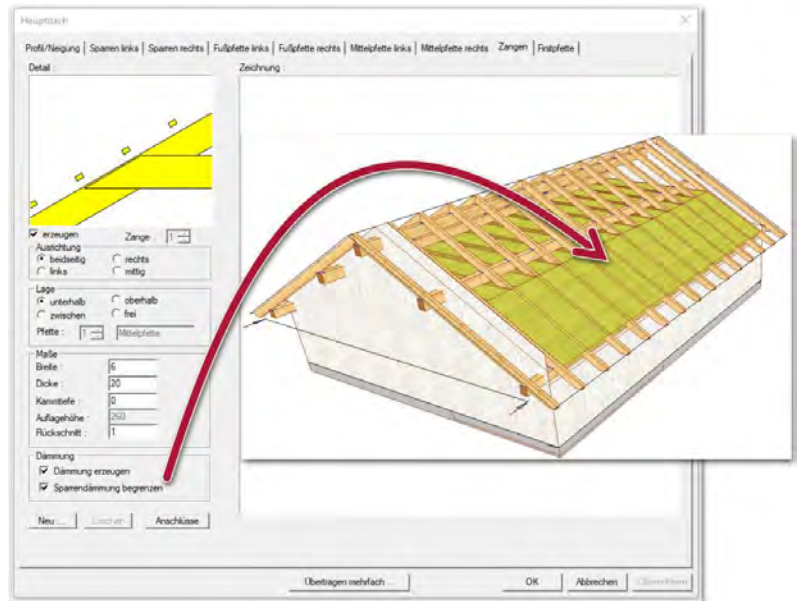 Hauptdach
Profil/Neigung Sparren links Sparren rechts Fußpfette links Fußpfette rechts Mittelpfette links Mittelpfette rechts Zangen Firstpfette
Detail : Zeichnung :
erzeugen Zange 1
Ausrichtung
beidseitig rechts
links mittig
Lage
unterhalb oberhalb
zwischen frei
Pfette : 1 Mittelpfette
Maße
Breite : 6
Dicke : 20
Kammtiefe : 0
Auflagehöhe : 260
Rückschnitt : 1
Dämmung
Dämmung erzeugen
Sparrendämmung begrenzen
Neu ... Löschen Anschlüsse
Übertragen mehrfach ... OK Abbrechen Übernehmen